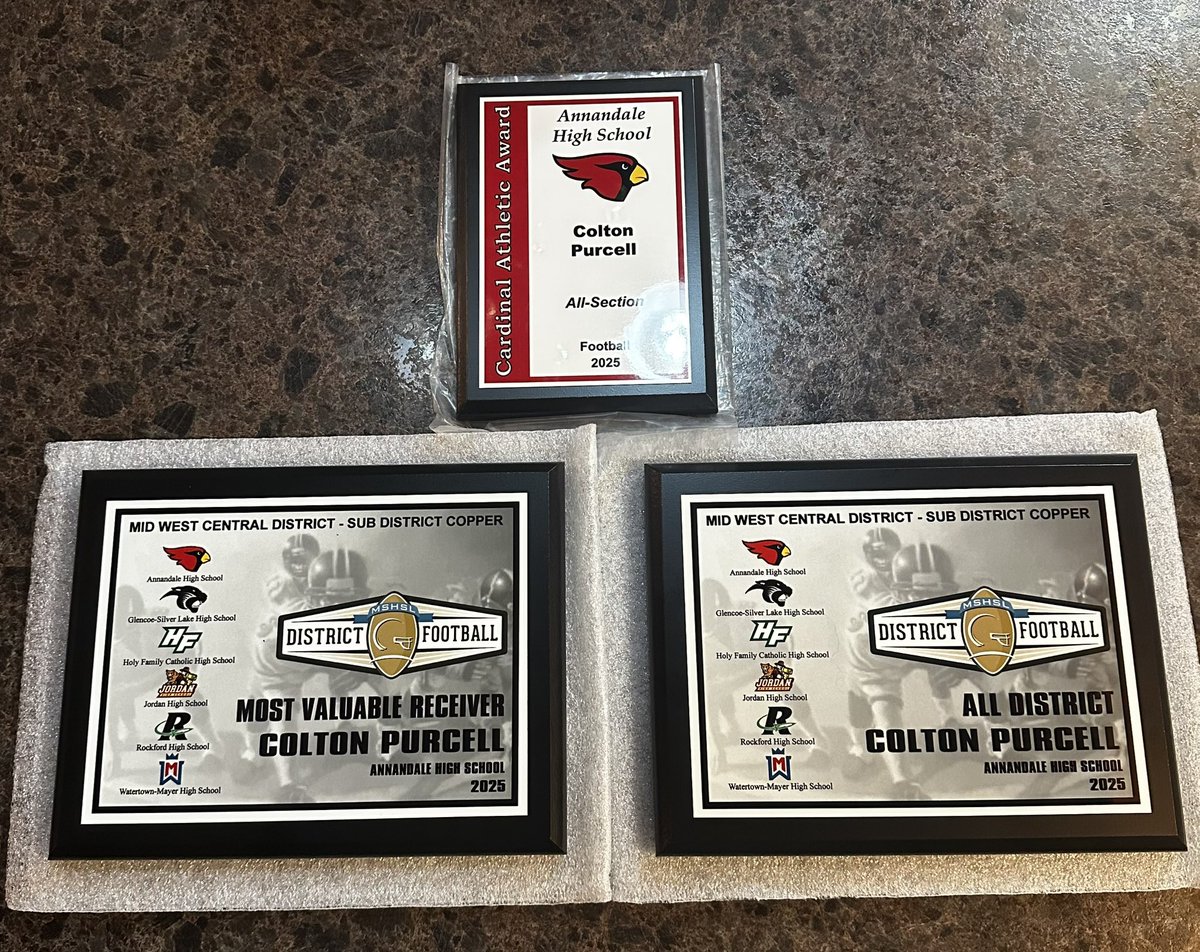 Cardinal Athletic Award
Annandale
High School
Colton
Purcell
All-Section
Football
2025
MID WEST CENTRAL DISTRICT - SUB DISTRICT COPPER
Annandale High School
Glencoe-Silver Lake High School
HF
Holy Family Catholic High School
JORDAN
Jordan High School
R
Rockford High School
M
Watertown-Mayer High School
MSHSL
DISTRICT FOOTBALL
MOST VALUABLE RECEIVER
COLTON PURCELL
ANNANDALE HIGH SCHOOL
2025
MID WEST CENTRAL DISTRICT - SUB DISTRICT COPPER
Annandale High School
Glencoe-Silver Lake High School
HF
Holy Family Catholic High School
JORDAN
Jordan High School
R
Rockford High School
M
Watertown-Mayer High School
MSHSL
DISTRICT FOOTBALL
ALL DISTRICT
COLTON PURCELL
ANNANDALE HIGH SCHOOL
2025